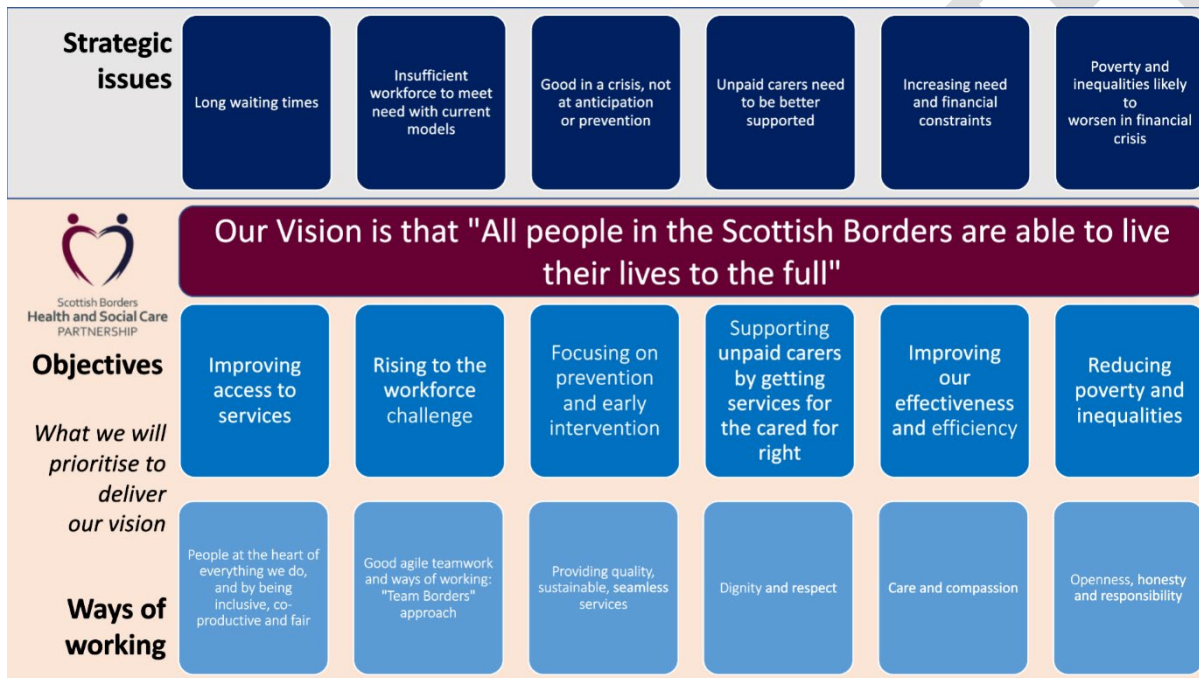 Strategic
issues
Long waiting times
Insufficient
workforce to meet
need with current
models
Good in a crisis, not
at anticipation
or prevention
Unpaid carers need
to be better
supported
Increasing need
and financial
constraints
Poverty and
inequalities likely
to
worsen in financial
crisis
Our Vision is that "All people in the Scottish Borders are able to live
their lives to the full"
Scottish Borders
Health and Social Care
PARTNERSHIP
Objectives
What we will
prioritise to
deliver
our vision
Improving
access to
services
Rising to the
workforce
challenge
Focusing on
prevention
and early
intervention
Supporting
unpaid carers
by getting
services for
the cared for
right
Improving
our
effectiveness
and efficiency
Reducing
poverty and
inequalities
Ways of
working
People at the heart of
everything we do,
and by being
inclusive, co-
productive and fair
Good agile teamwork
and ways of working:
"Team Borders"
approach
Providing quality,
sustainable, seamless
services
Dignity and respect
Care and compassion
Openness, honesty
and responsibility